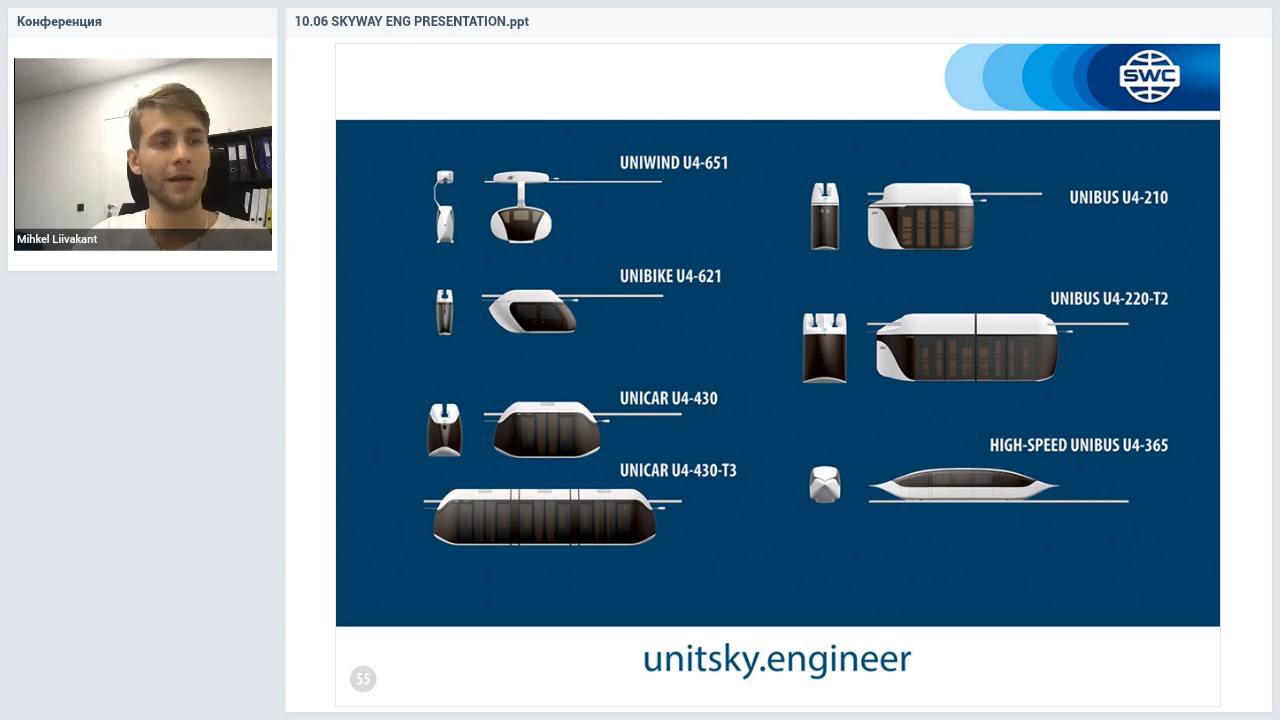 Конференция
10.06 SKYWAY ENG PRESENTATION.ppt
Mihkel Liivakant
SWC
UNIWIND U4-651
UNIBIKE U4-621
UNICAR U4-430
UNICAR U4-430-T3
UNIBUS U4-210
UNIBUS U4-220-T2
HIGH-SPEED UNIBUS U4-365
unitsky.engineer
55